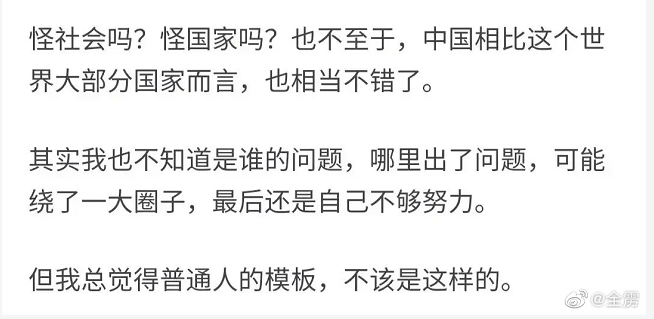 怪社会吗？怪国家吗？也不至于，中国相比这个世
界大部分国家而言，也相当不错了。
其实我也不知道是谁的问题，哪里出了问题，可能
绕了一大圈子，最后还是自己不够努力。
但我总觉得普通人的模板，不该是这样的。
@全雳